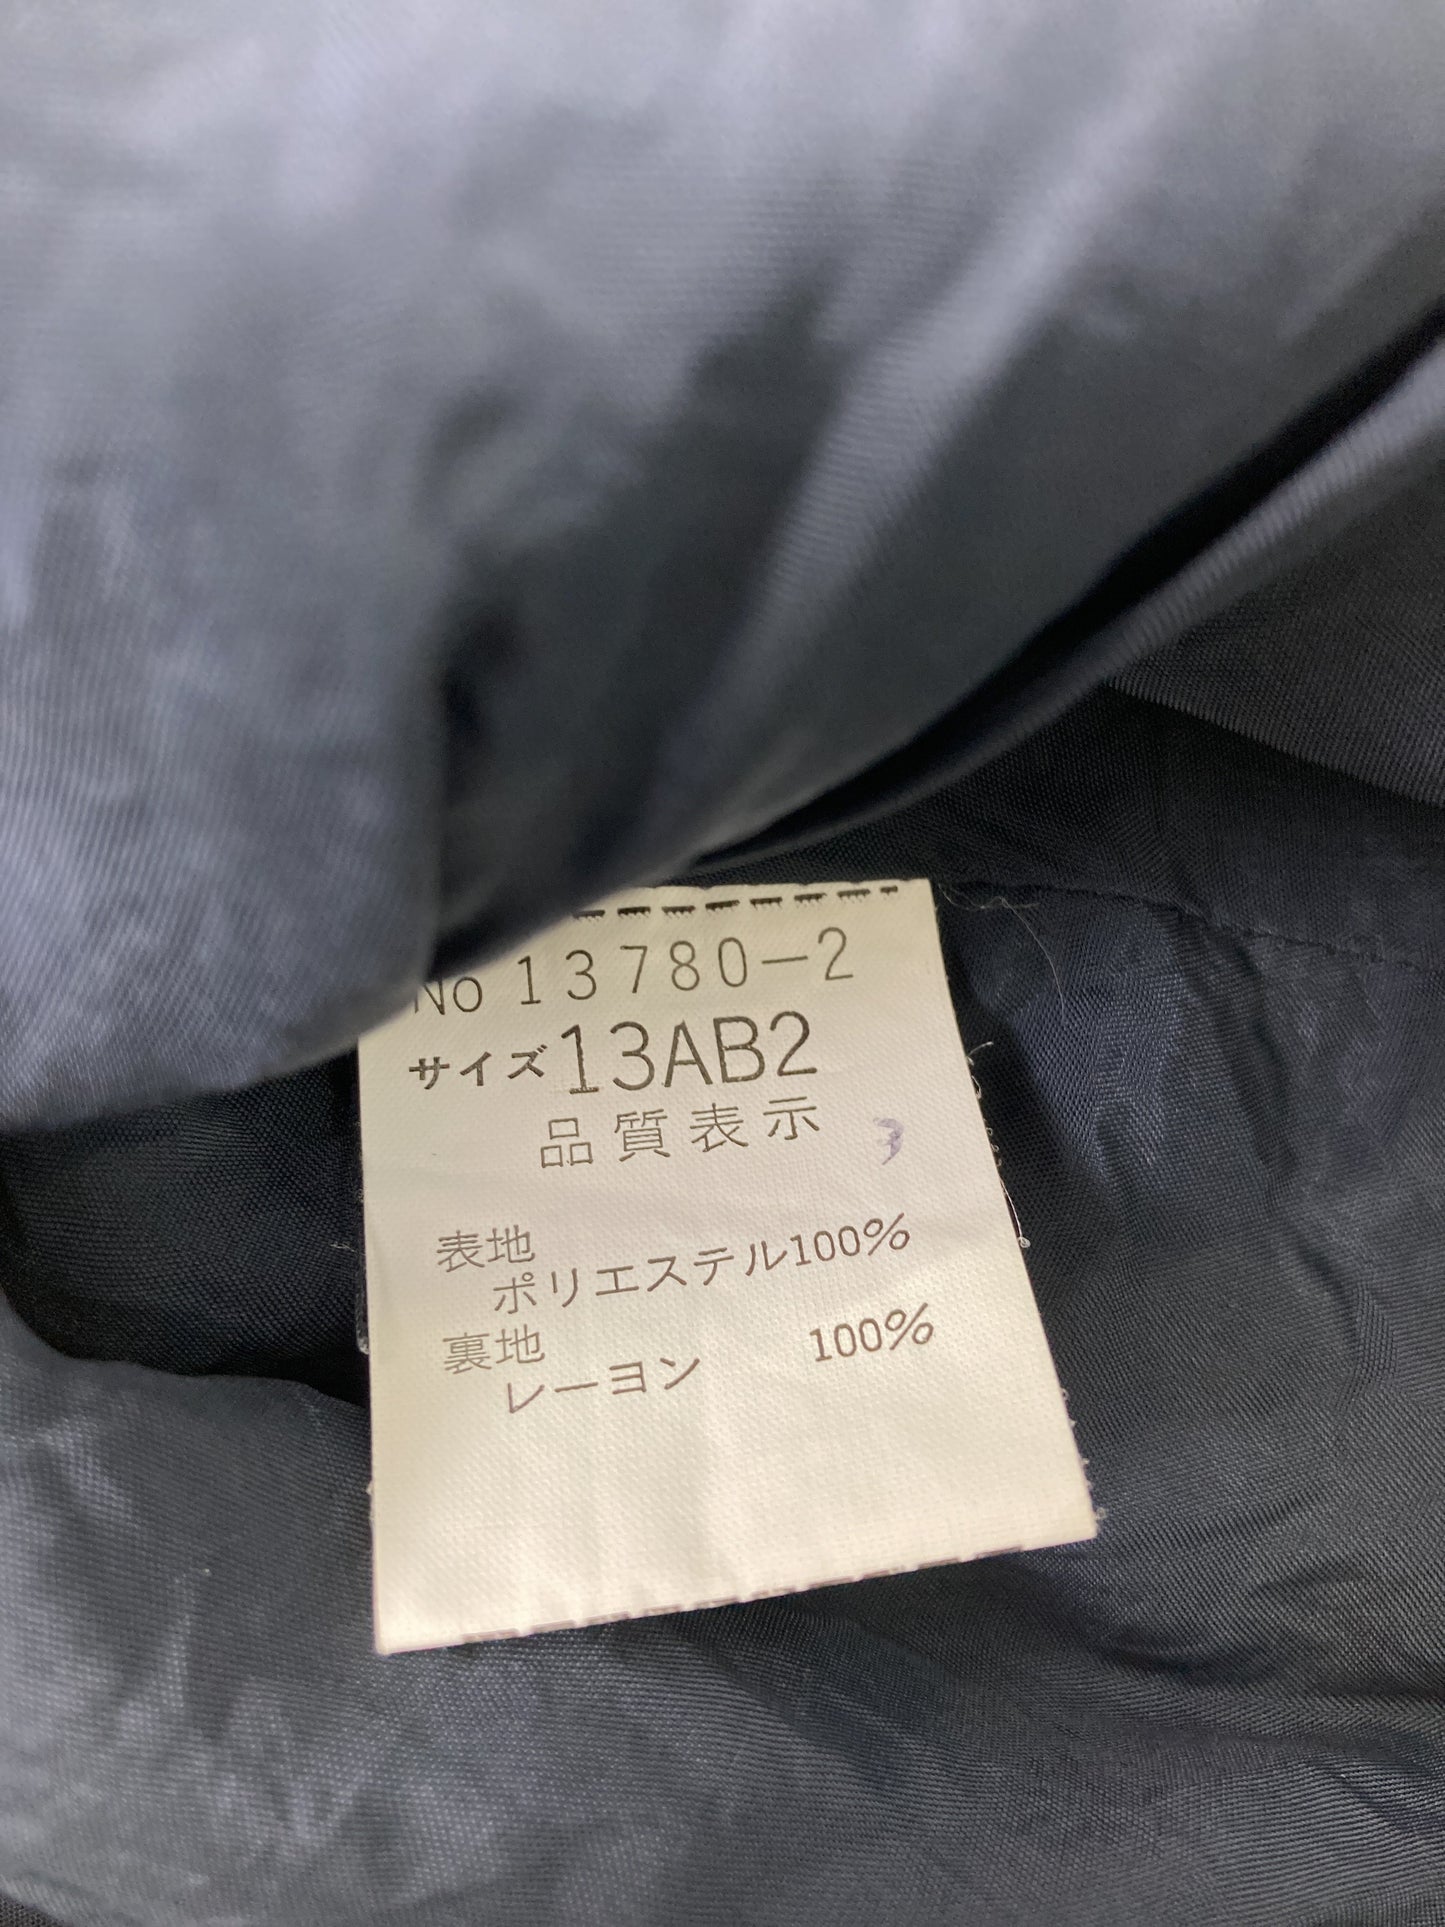 No 13780-2
サイズ13AB2
品質表示
3
表地
ポリエステル100%
裏地
レーヨン 100%